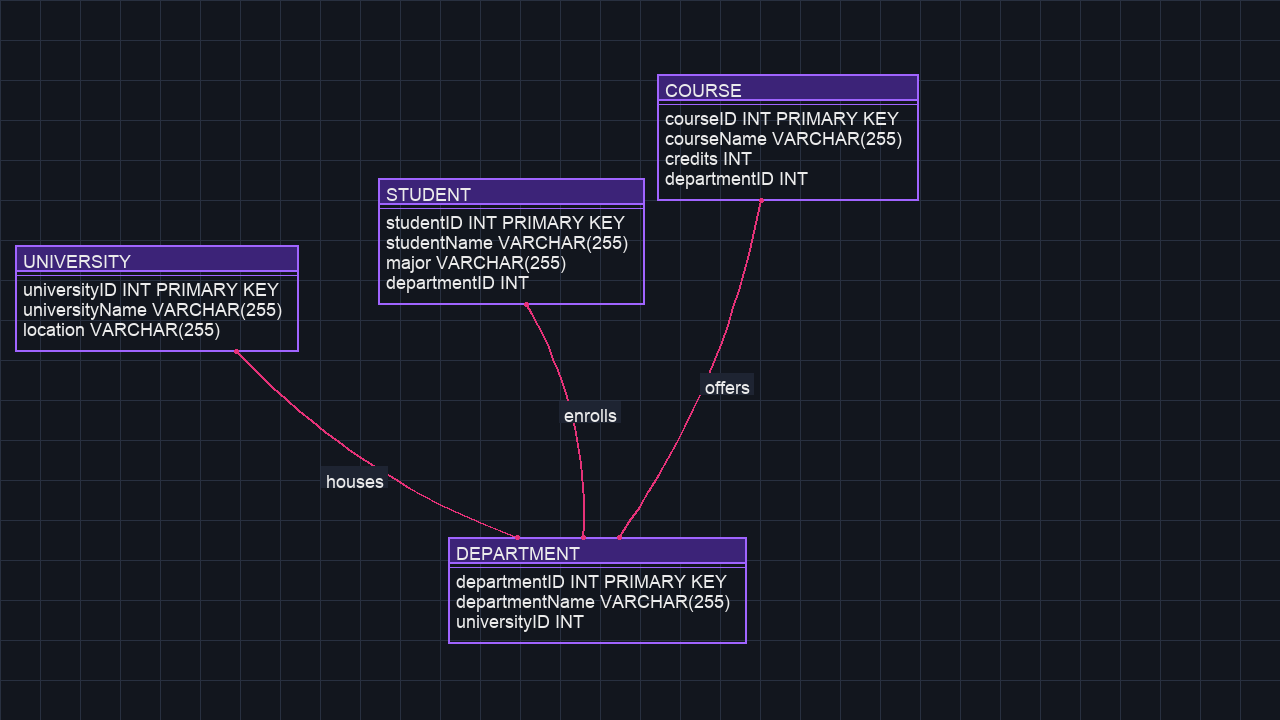 COURSE
courseID INT PRIMARY KEY
courseName VARCHAR(255)
credits INT
departmentID INT
STUDENT
studentID INT PRIMARY KEY
studentName VARCHAR(255)
major VARCHAR(255)
departmentID INT
UNIVERSITY
universityID INT PRIMARY KEY
universityName VARCHAR(255)
location VARCHAR(255)
offers
enrolls
houses
DEPARTMENT
departmentID INT PRIMARY KEY
departmentName VARCHAR(255)
universityID INT